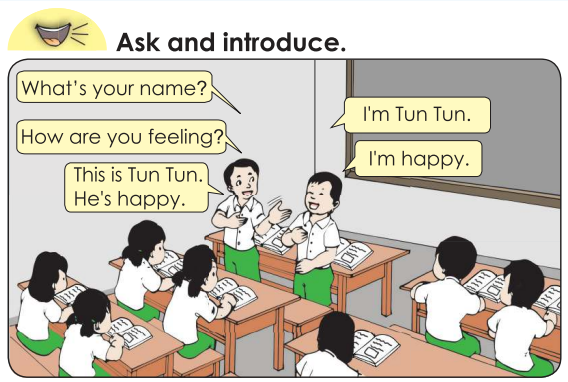 Ask and introduce.
What's your name?
I'm Tun Tun.
How are you feeling?
I'm happy.
This is Tun Tun.
He's happy.